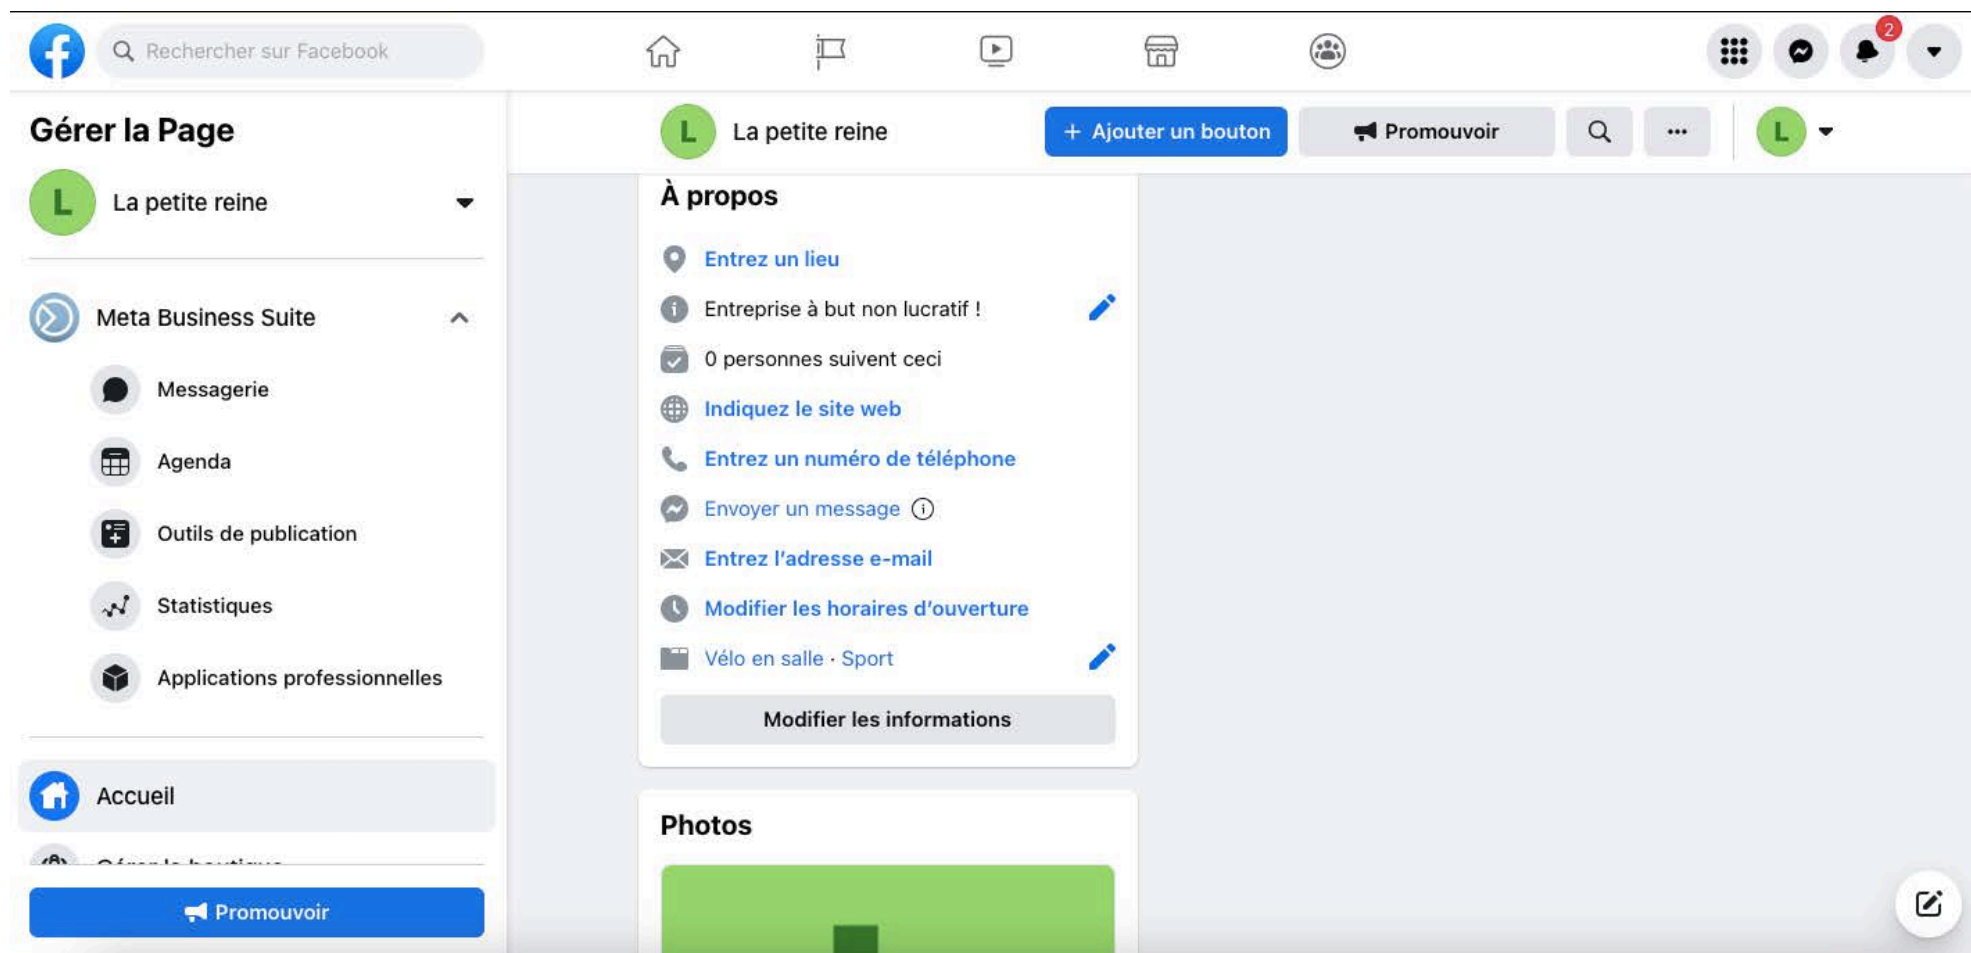 Rechercher sur Facebook
2
Gérer la Page
L La petite reine
Meta Business Suite
Messagerie
Agenda
Outils de publication
Statistiques
Applications professionnelles
Accueil
Promouvoir
L La petite reine
+ Ajouter un bouton
Promouvoir
L
À propos
Entrez un lieu
Entreprise à but non lucratif !
0 personnes suivent ceci
Indiquez le site web
Entrez un numéro de téléphone
Envoyer un message
Entrez l'adresse e-mail
Modifier les horaires d'ouverture
Vélo en salle · Sport
Modifier les informations
Photos